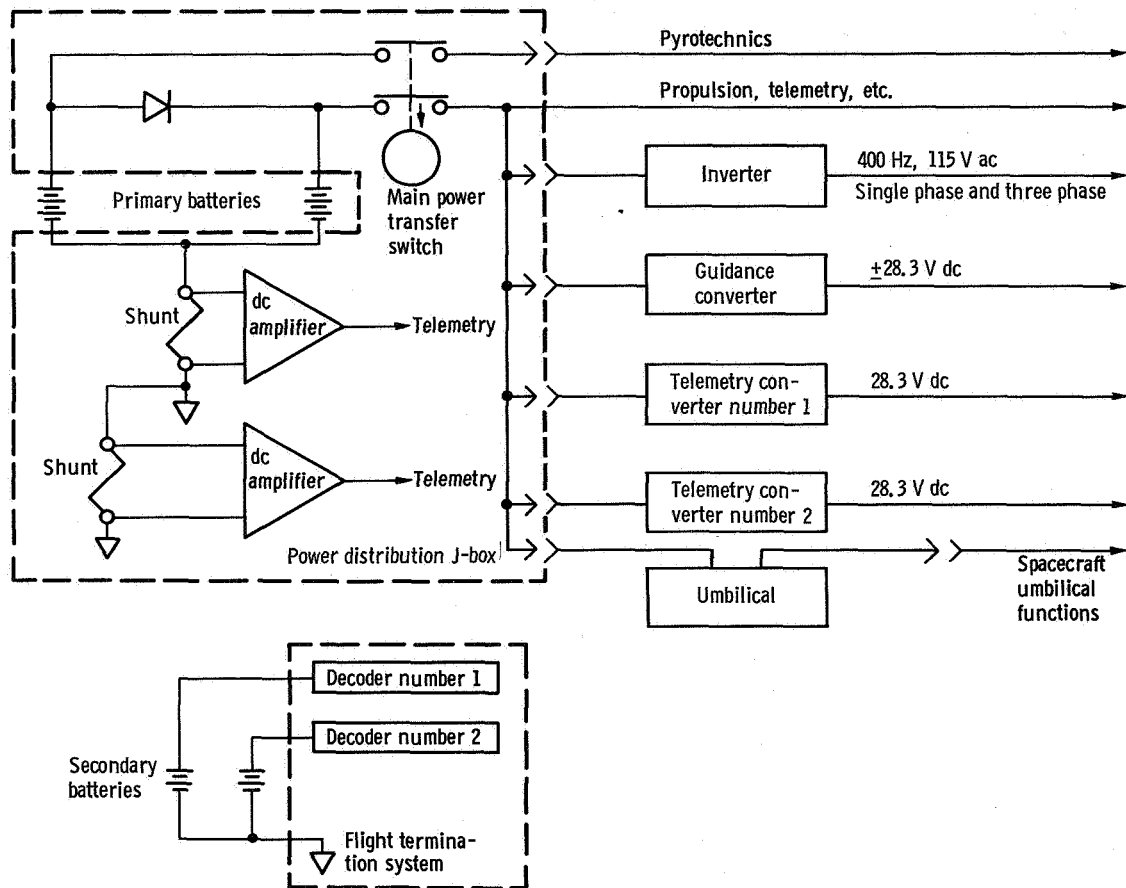 Pyrotechnics
Propulsion, telemetry, etc.
Inverter
400 Hz, 115 V ac
Single phase and three phase
Primary batteries
Main power
transfer
switch
Guidance
converter
±28.3 V dc
Shunt
dc
amplifier
Telemetry
Telemetry con-
verter number 1
28.3 V dc
Shunt
dc
amplifier
Telemetry
Telemetry con-
verter number 2
28.3 V dc
Power distribution J-box
Umbilical
Spacecraft
umbilical
functions
Decoder number 1
Decoder number 2
Secondary
batteries
Flight termina-
tion system